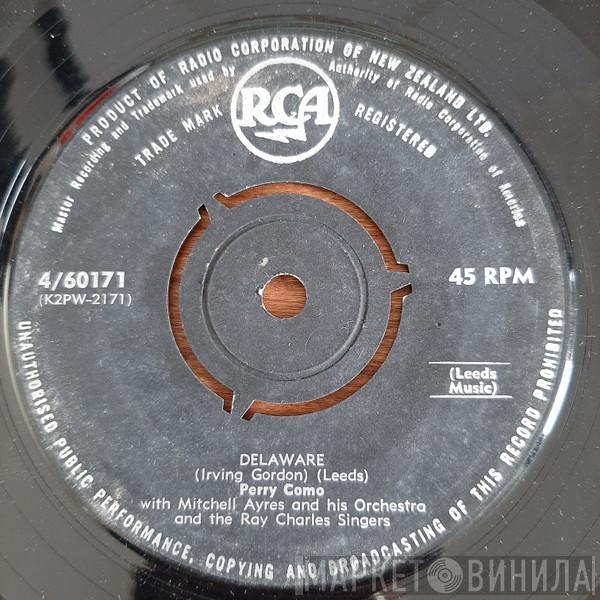 PRODUCT OF RADIO CORPORATION OF NEW ZEALAND LTD.
Master Recording and Trademark used by Authority of Radio Corporation of America
RCA
TRADE MARK REGISTERED
4/60171
(K2PW-2171)
45 RPM
(Leeds
Music)
DELAWARE
(Irving Gordon) (Leeds)
Perry Como
with Mitchell Ayres and his Orchestra
and the Ray Charles Singers
UNAUTHORISED PUBLIC PERFORMANCE, COPYING AND BROADCASTING OF THIS RECORD PROHIBITED
МАРКЕТ ВИНИЛА